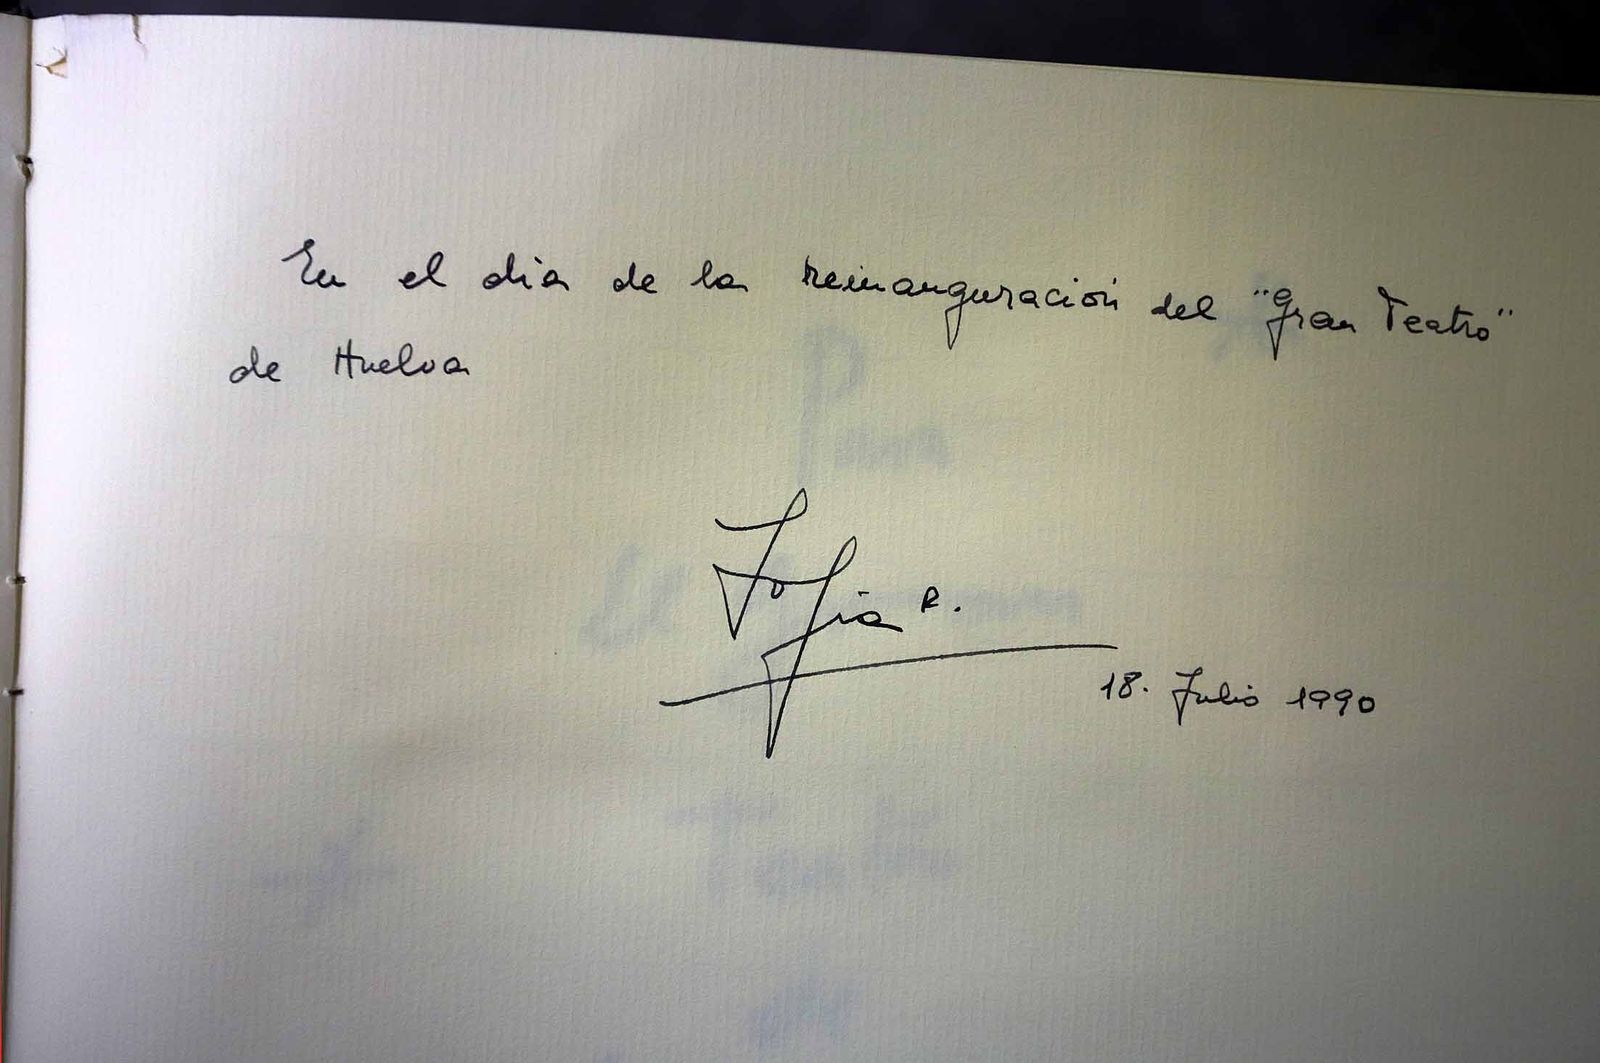 En el dia de la reinauguración del "Gran Teatro"
de Huelva
Sofia R.
18. Julio 1990